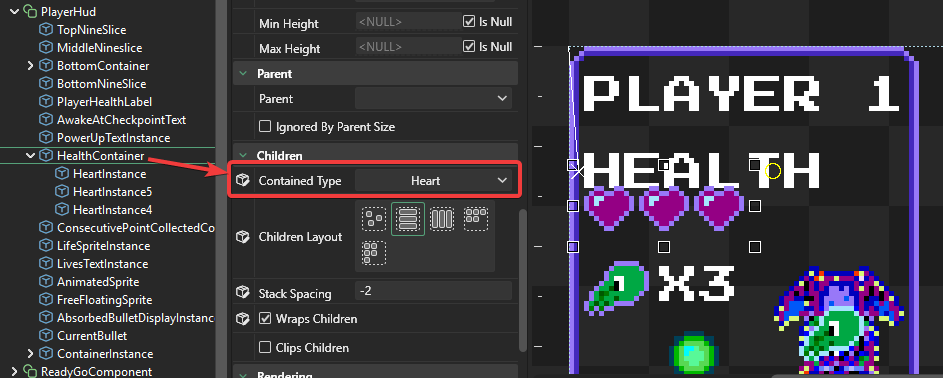 PlayerHud
TopNineSlice
MiddleNineslice
BottomContainer
BottomNineSlice
PlayerHealthLabel
AwakeAtCheckpointText
PowerUpTextInstance
HealthContainer
HeartInstance
HeartInstance5
HeartInstance4
ConsecutivePointCollectedCo
LifeSpriteInstance
LivesTextInstance
AnimatedSprite
FreeFloatingSprite
AbsorbedBulletDisplayInstanc
CurrentBullet
ContainerInstance
ReadyGoComponent
Min Height <NULL> Is Null
Max Height <NULL> Is Null
Parent
Parent
Ignored By Parent Size
Children
Contained Type Heart
Children Layout
Stack Spacing -2
Wraps Children
Clips Children
Rendering
PLAYER 1
HEALTH
1 X3
1